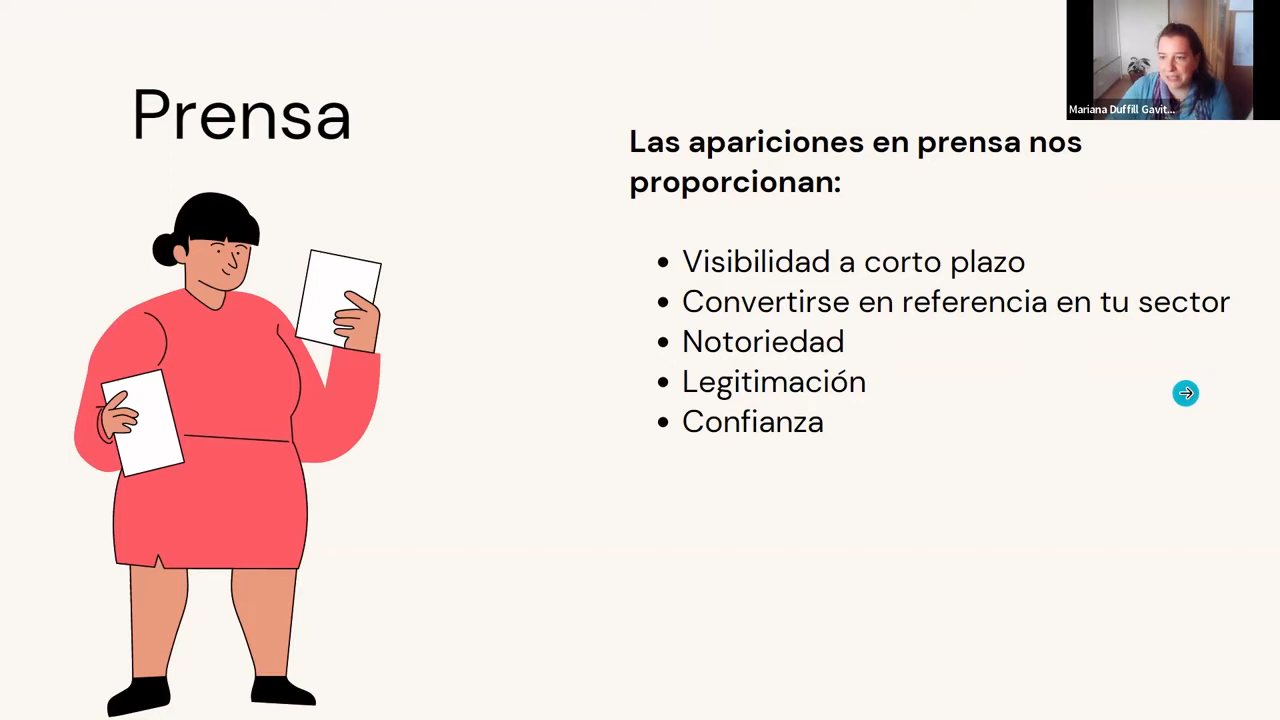 Prensa
Mariana Duffill Gavit...
Las apariciones en prensa nos
proporcionan:
• Visibilidad a corto plazo
• Convertirse en referencia en tu sector
• Notoriedad
• Legitimación
• Confianza